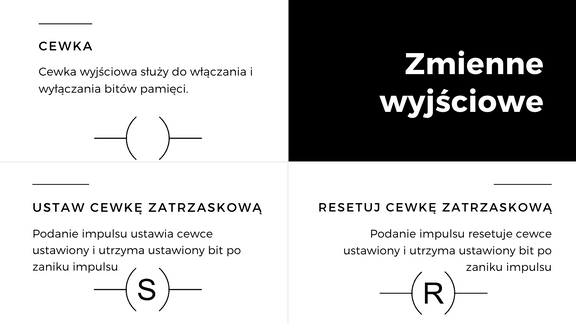 CEWKA
Cewka wyjściowa służy do włączania i
wyłączania bitów pamięci.
Zmienne
wyjściowe
USTAW CEWKĘ ZATRZASKOWĄ
Podanie impulsu ustawia cewce
ustawiony i utrzyma ustawiony bit po
zaniku impulsu
S
RESETUJ CEWKĘ ZATRZASKOWĄ
Podanie impulsu resetuje cewce
ustawiony i utrzyma ustawiony bit po
zaniku impulsu
R